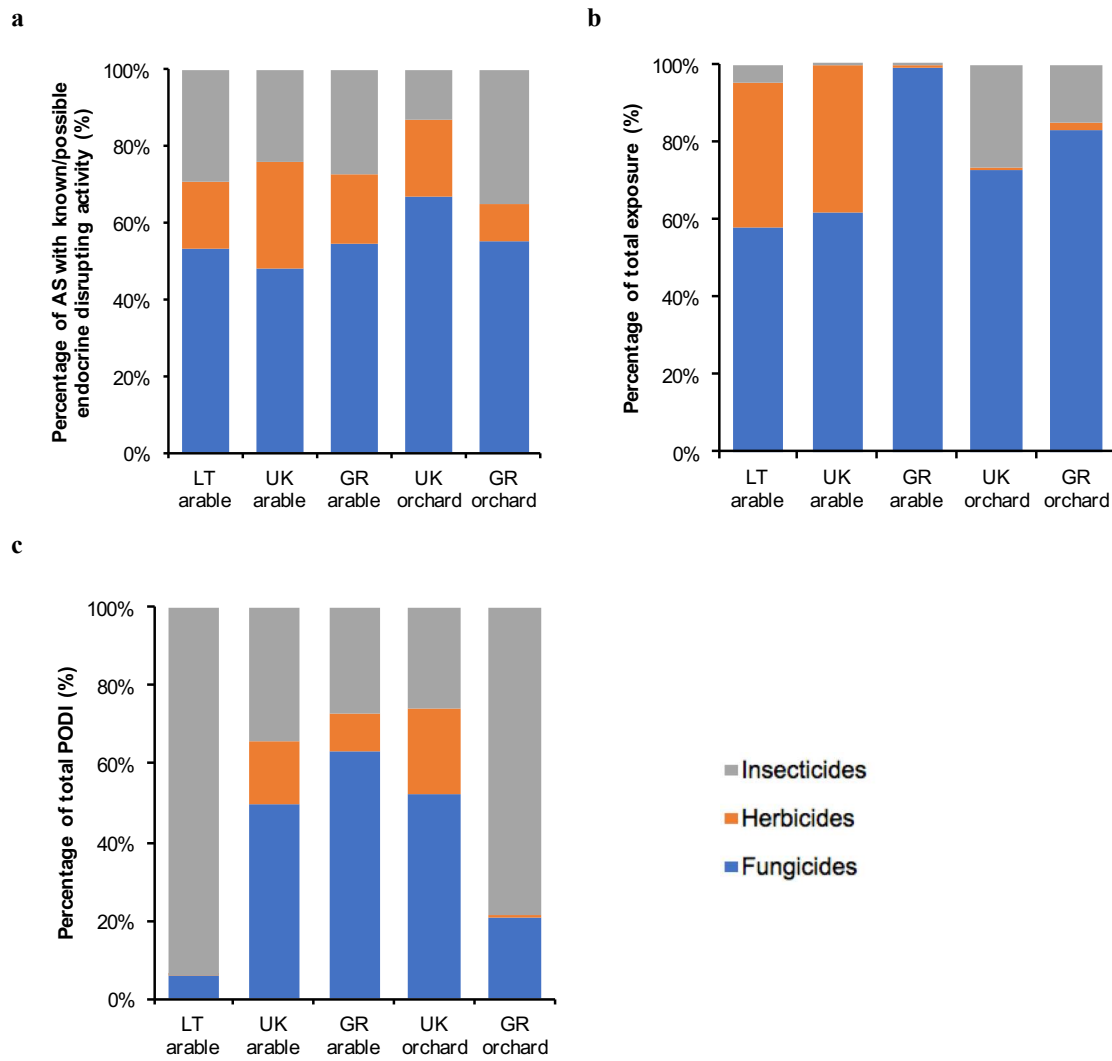 a
Percentage of AS with known/possible
endocrine disrupting activity (%)
100%
80%
60%
40%
20%
0%
LT
arable
UK
arable
GR
arable
UK
orchard
GR
orchard
b
Percentage of total exposure (%)
100%
80%
60%
40%
20%
0%
LT
arable
UK
arable
GR
arable
UK
orchard
GR
orchard
c
Percentage of total PODI (%)
100%
80%
60%
40%
20%
0%
LT
arable
UK
arable
GR
arable
UK
orchard
GR
orchard
Insecticides
Herbicides
Fungicides